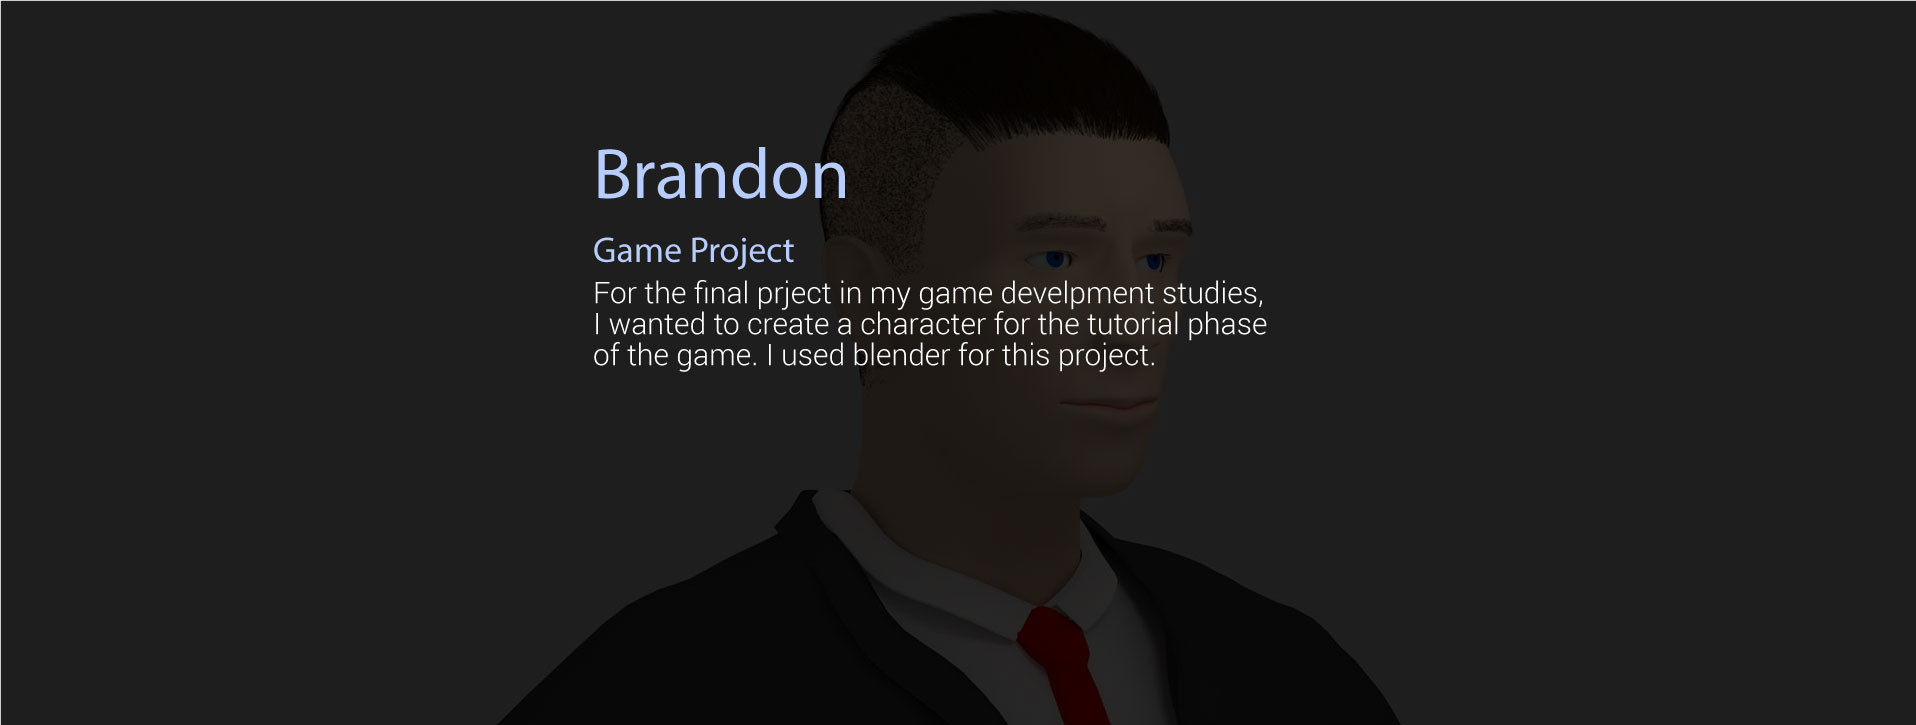 Brandon
Game Project
For the final prject in my game develpment studies,
I wanted to create a character for the tutorial phase
of the game. I used blender for this project.